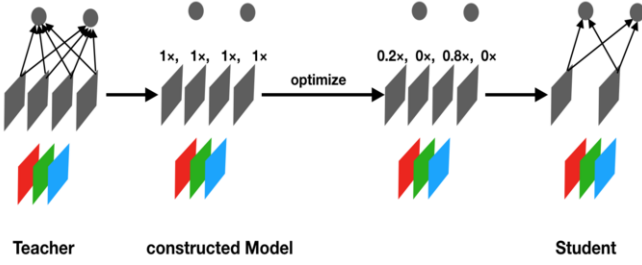 1×, 1×, 1× 1×
0.2×, 0×, 0.8×, 0×
optimize
Teacher
constructed Model
Student